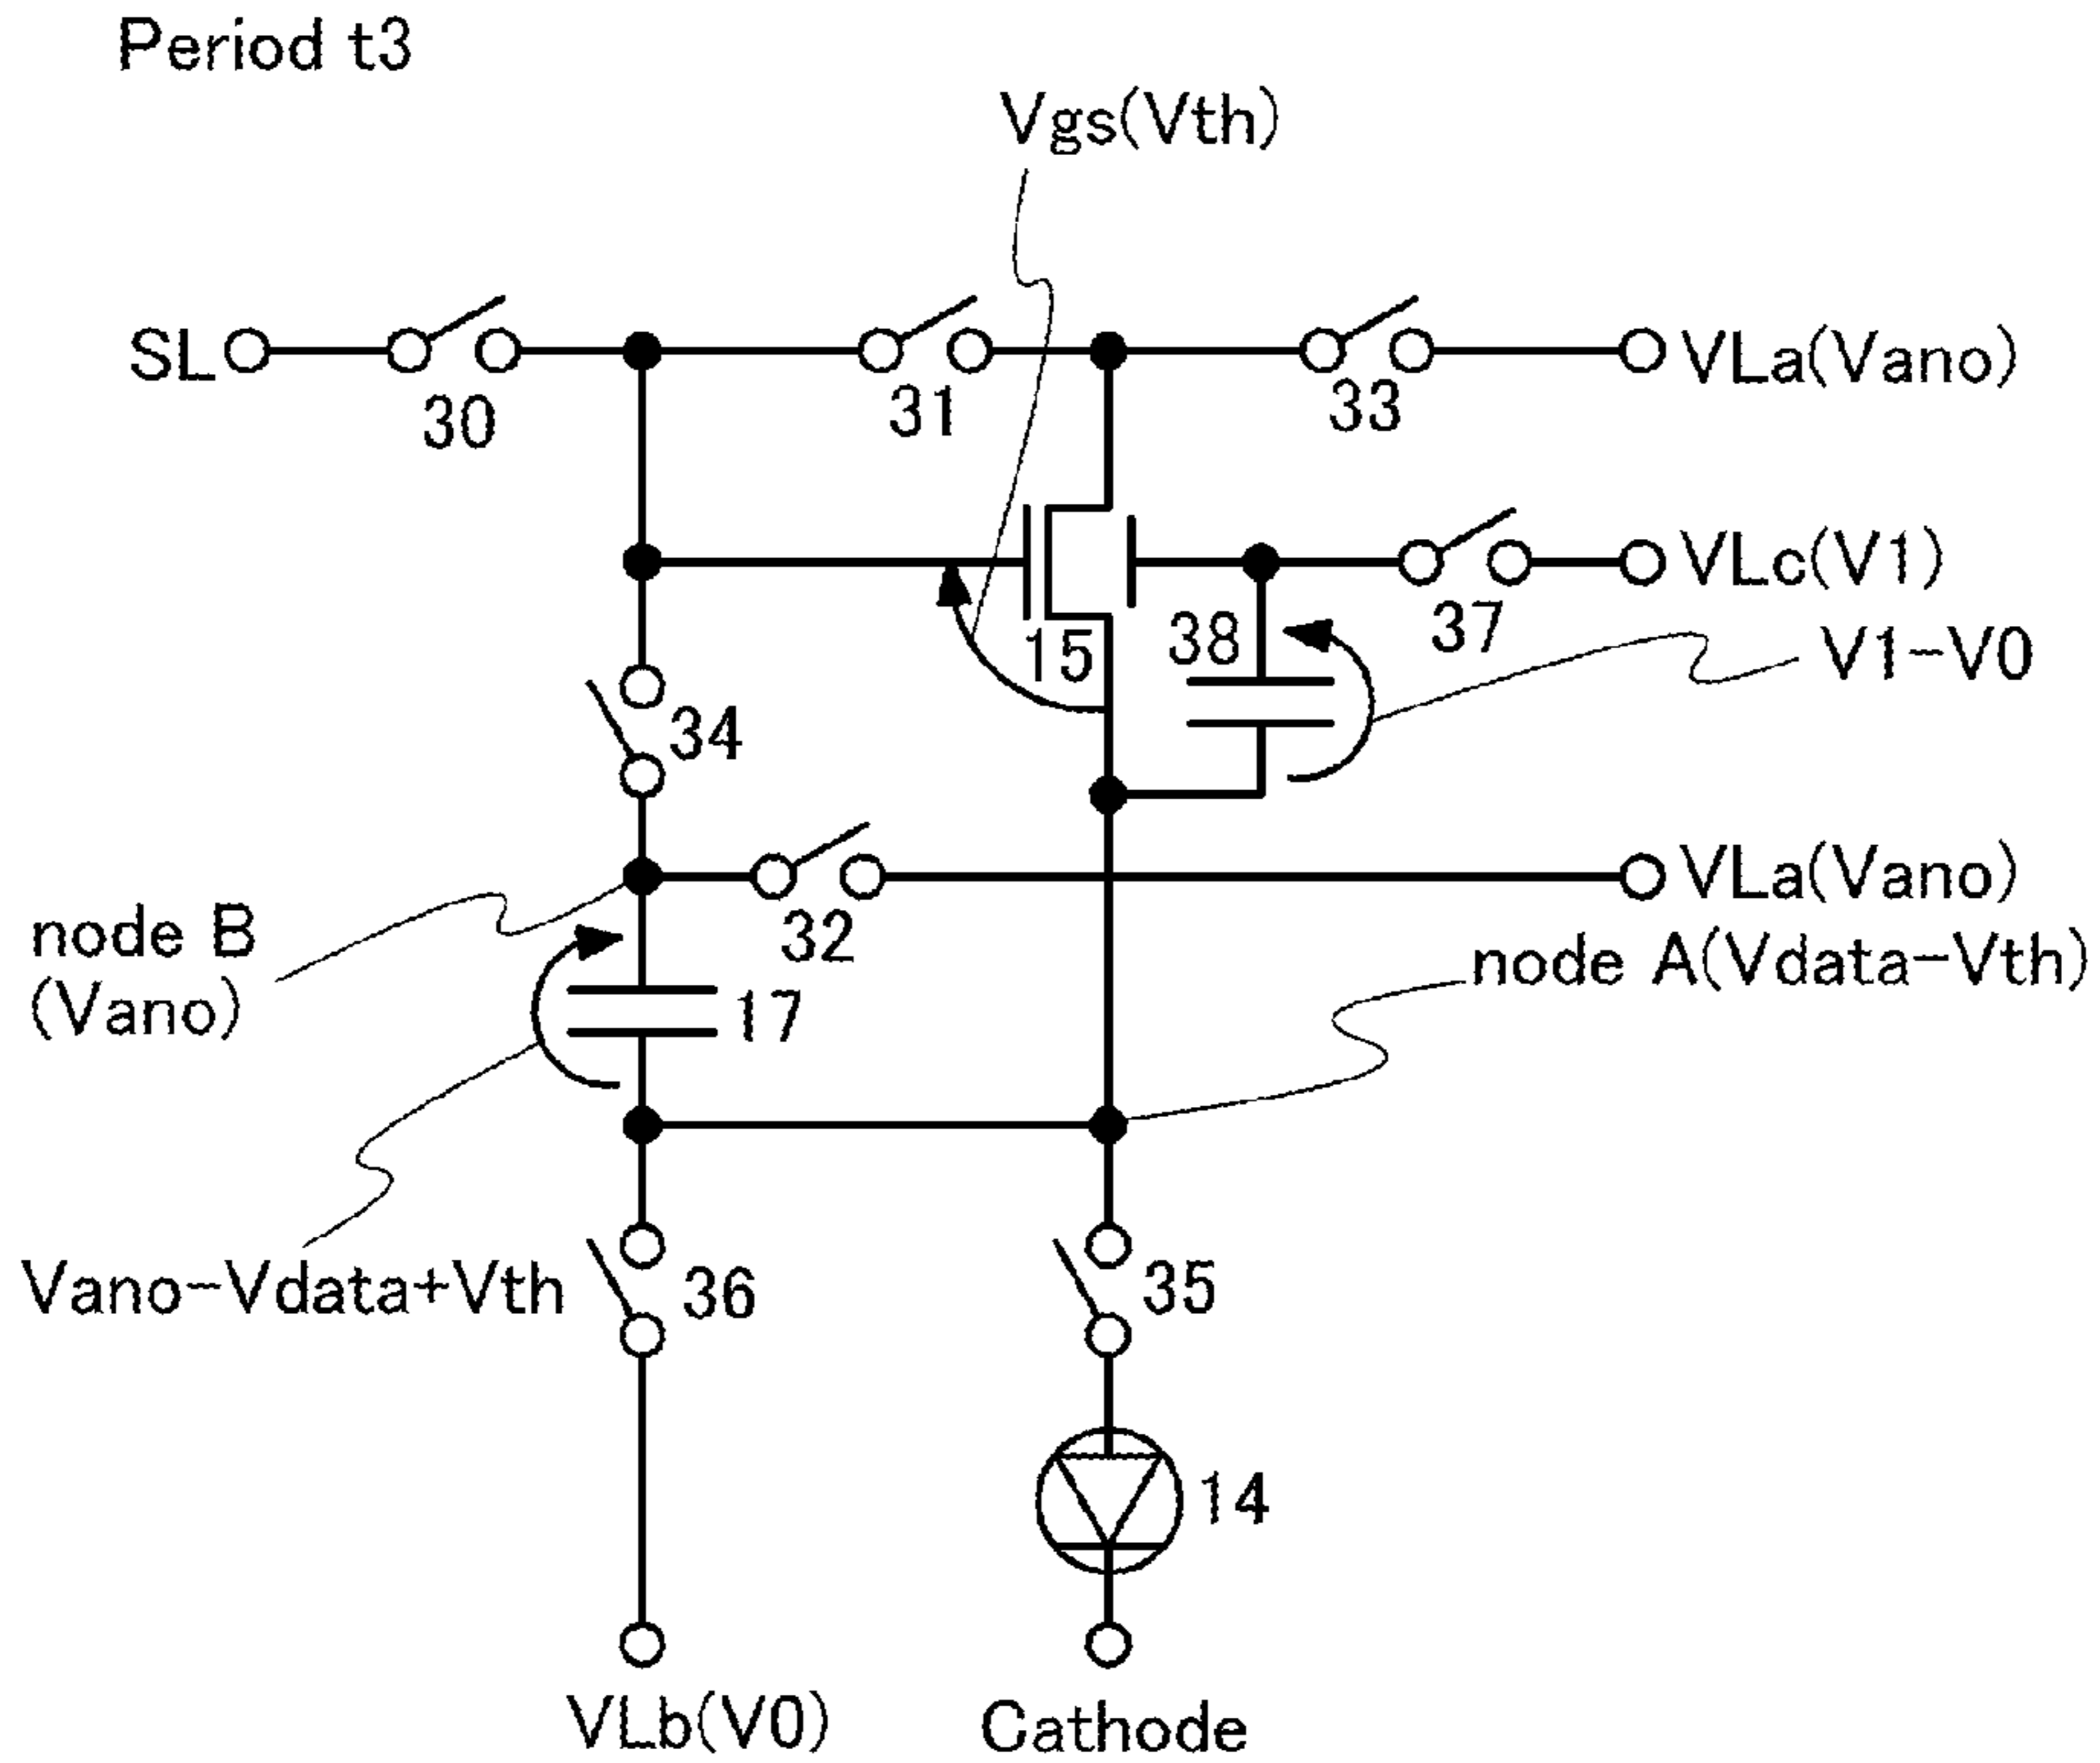 Period t3
Vgs(Vth)
SL
30
31
33
VLa(Vano)
VLc(V1)
37
15
38
V1-V0
34
VLa(Vano)
32
node B
(Vano)
node A(Vdata-Vth)
17
Vano-Vdata+Vth
36
35
14
VLb(V0)
Cathode